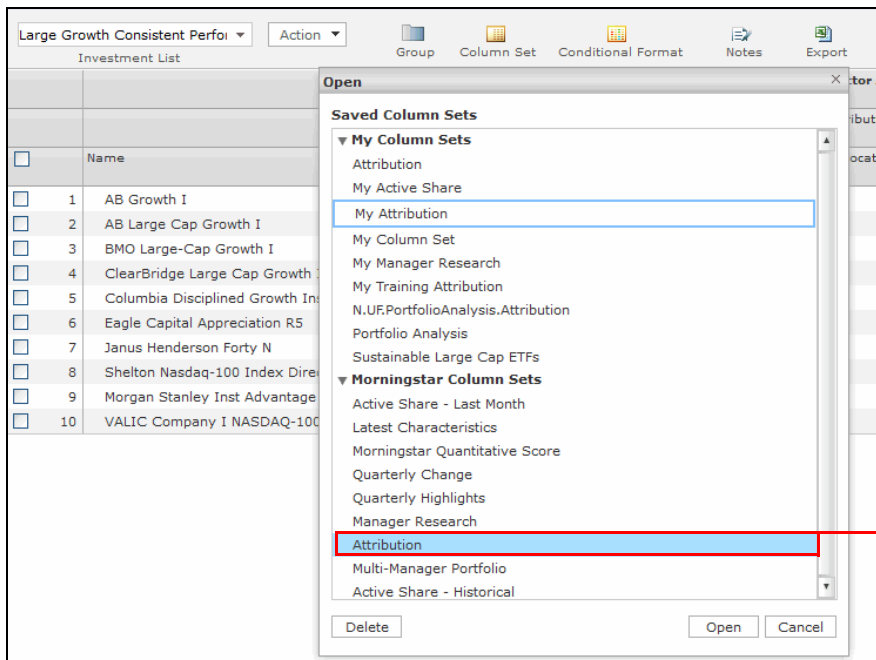 Large Growth Consistent Perfor
Action
Investment List
Group
Column Set
Conditional Format
Notes
Export
Open
Saved Column Sets
My Column Sets
Attribution
My Active Share
My Attribution
My Column Set
My Manager Research
My Training Attribution
N.UF.PortfolioAnalysis.Attribution
Portfolio Analysis
Sustainable Large Cap ETFs
Morningstar Column Sets
Active Share - Last Month
Latest Characteristics
Morningstar Quantitative Score
Quarterly Change
Quarterly Highlights
Manager Research
Attribution
Multi-Manager Portfolio
Active Share - Historical
Delete
Open
Cancel
Name
1 AB Growth I
2 AB Large Cap Growth I
3 BMO Large-Cap Growth I
4 ClearBridge Large Cap Growth
5 Columbia Disciplined Growth Ins
6 Eagle Capital Appreciation R5
7 Janus Henderson Forty N
8 Shelton Nasdaq-100 Index Dire
9 Morgan Stanley Inst Advantage
10 VALIC Company I NASDAQ-100